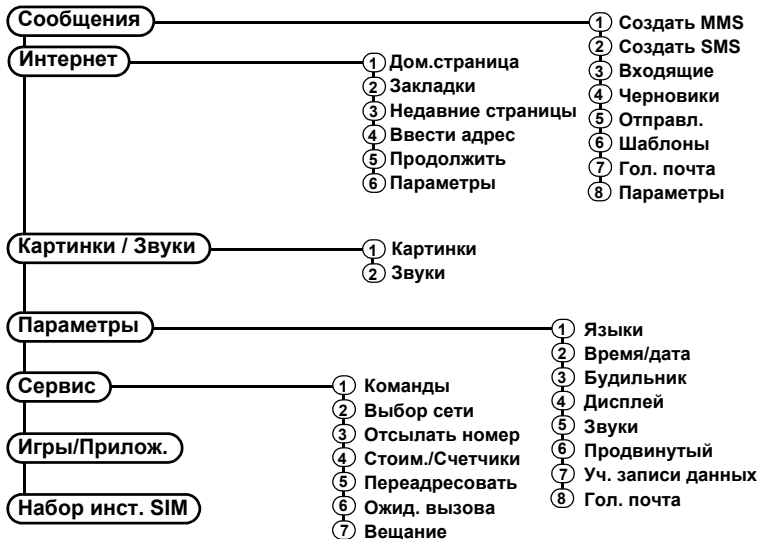 Сообщения
1 Создать MMS
2 Создать SMS
3 Входящие
4 Черновики
5 Отправл.
6 Шаблоны
7 Гол. почта
8 Параметры
Интернет
1 Дом.страница
2 Закладки
3 Недавние страницы
4 Ввести адрес
5 Продолжить
6 Параметры
Картинки / Звуки
1 Картинки
2 Звуки
Параметры
1 Языки
2 Время/дата
3 Будильник
4 Дисплей
5 Звуки
6 Продвинутый
7 Уч. записи данных
8 Гол. почта
Сервис
1 Команды
2 Выбор сети
3 Отсылать номер
4 Стоим./Счетчики
5 Переадресовать
6 Ожид. вызова
7 Вещание
Игры/Прилож.
Набор инст. SIM